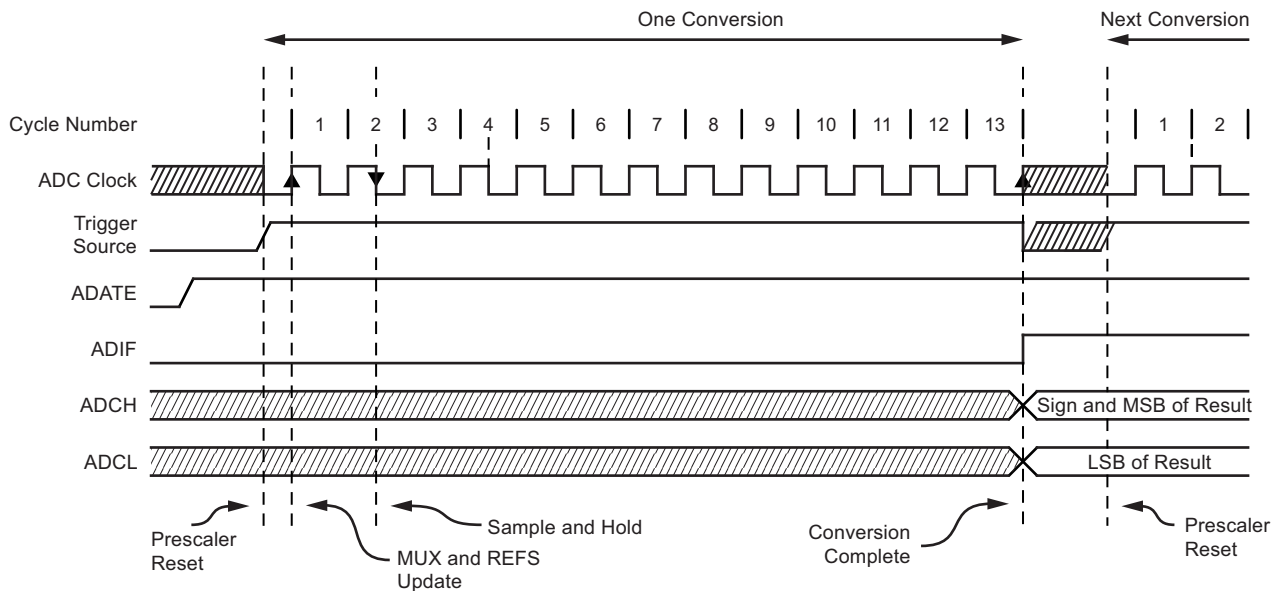 One Conversion
Next Conversion
Cycle Number
1 2 3 4 5 6 7 8 9 10 11 12 13 1 2
ADC Clock
Trigger
Source
ADATE
ADIF
ADCH
Sign and MSB of Result
ADCL
LSB of Result
Prescaler
Reset
MUX and REFS
Update
Sample and Hold
Conversion
Complete
Prescaler
Reset